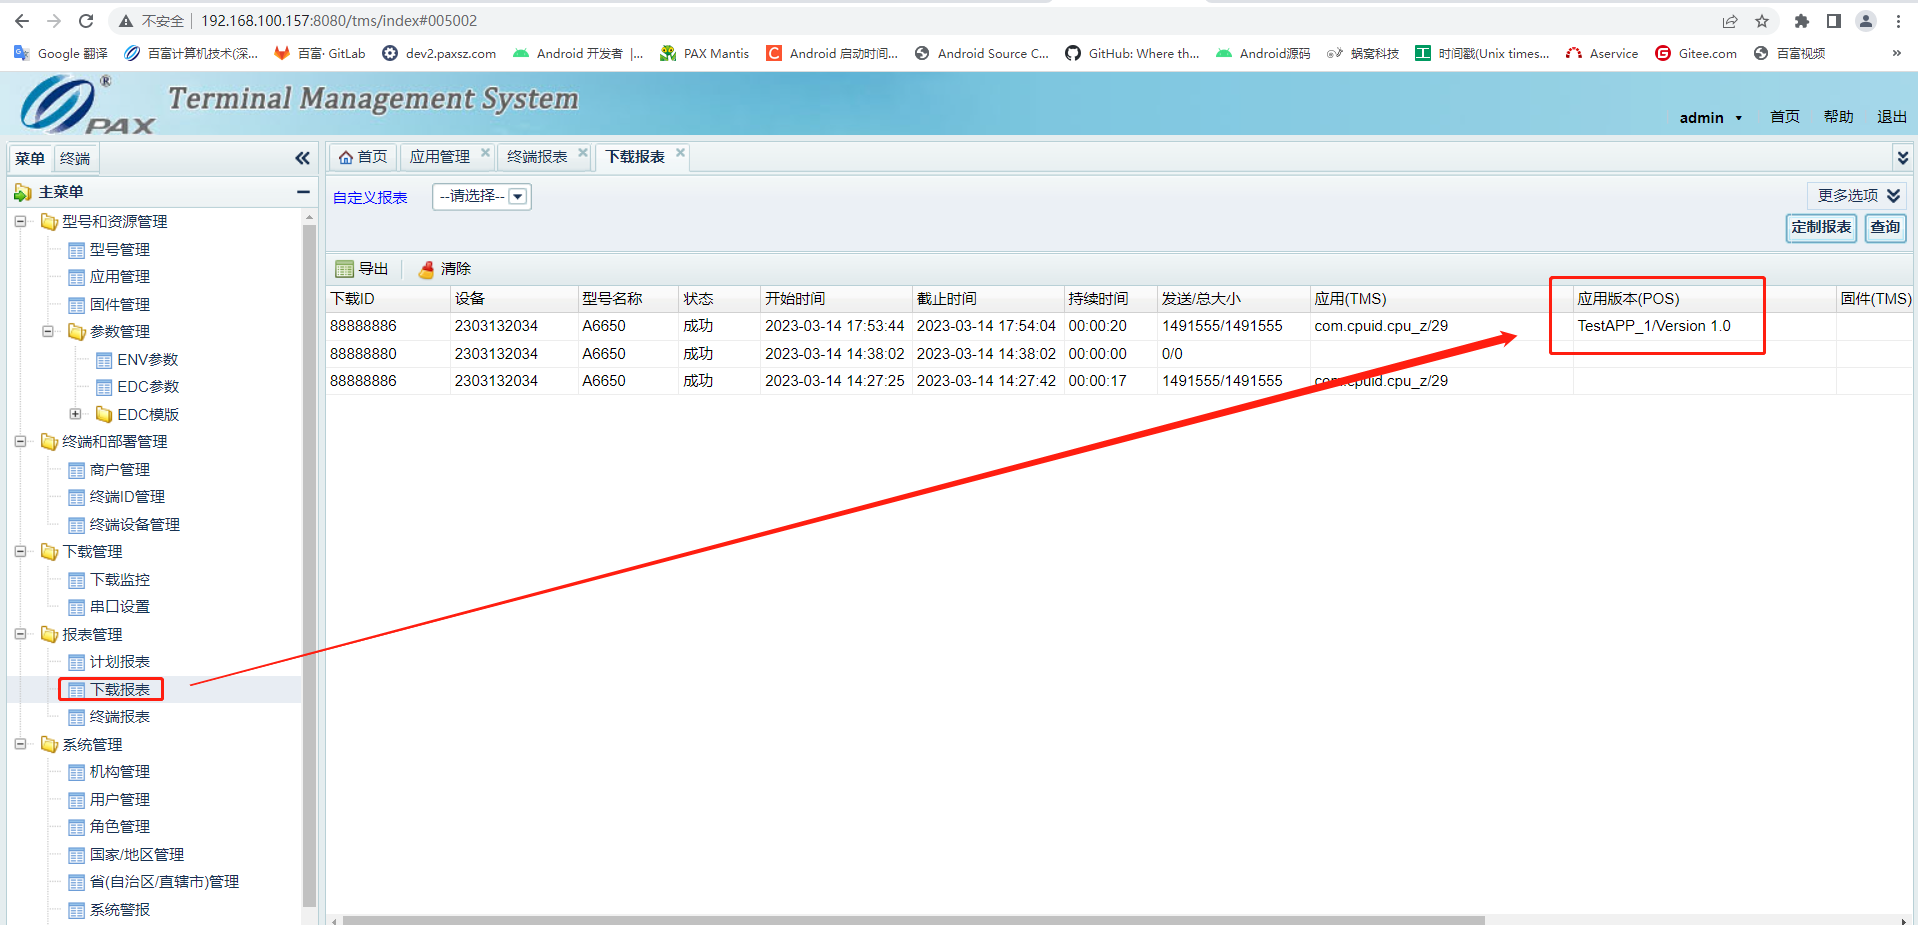 不安全 192.168.100.157:8080/tms/index#005002
Google 翻译 百富计算机技术(深... 百富· GitLab dev2.paxsz.com Android 开发者 |... PAX Mantis Android 启动时间... Android Source C... GitHub: Where th... Android源码 蜗窝科技 时间戳(Unix times... Aservice Gitee.com 百富视频 »
PAX ® Terminal Management System
admin 首页 帮助 退出
菜单 终端
首页 应用管理 终端报表 下载报表
主菜单
自定义报表 --请选择-- 更多选项
定制报表 查询
导出 清除
下载ID 设备 型号名称 状态 开始时间 截止时间 持续时间 发送/总大小 应用(TMS) 应用版本(POS) 固件(TMS)
88888886 2303132034 A6650 成功 2023-03-14 17:53:44 2023-03-14 17:54:04 00:00:20 1491555/1491555 com.cpuid.cpu_z/29 TestAPP_1/Version 1.0
88888880 2303132034 A6650 成功 2023-03-14 14:38:02 2023-03-14 14:38:02 00:00:00 0/0
88888886 2303132034 A6650 成功 2023-03-14 14:27:25 2023-03-14 14:27:42 00:00:17 1491555/1491555 com.cpuid.cpu_z/29
型号和资源管理
型号管理
应用管理
固件管理
参数管理
ENV参数
EDC参数
EDC模版
终端和部署管理
商户管理
终端ID管理
终端设备管理
下载管理
下载监控
串口设置
报表管理
计划报表
下载报表
终端报表
系统管理
机构管理
用户管理
角色管理
国家/地区管理
省(自治区/直辖市)管理
系统警报